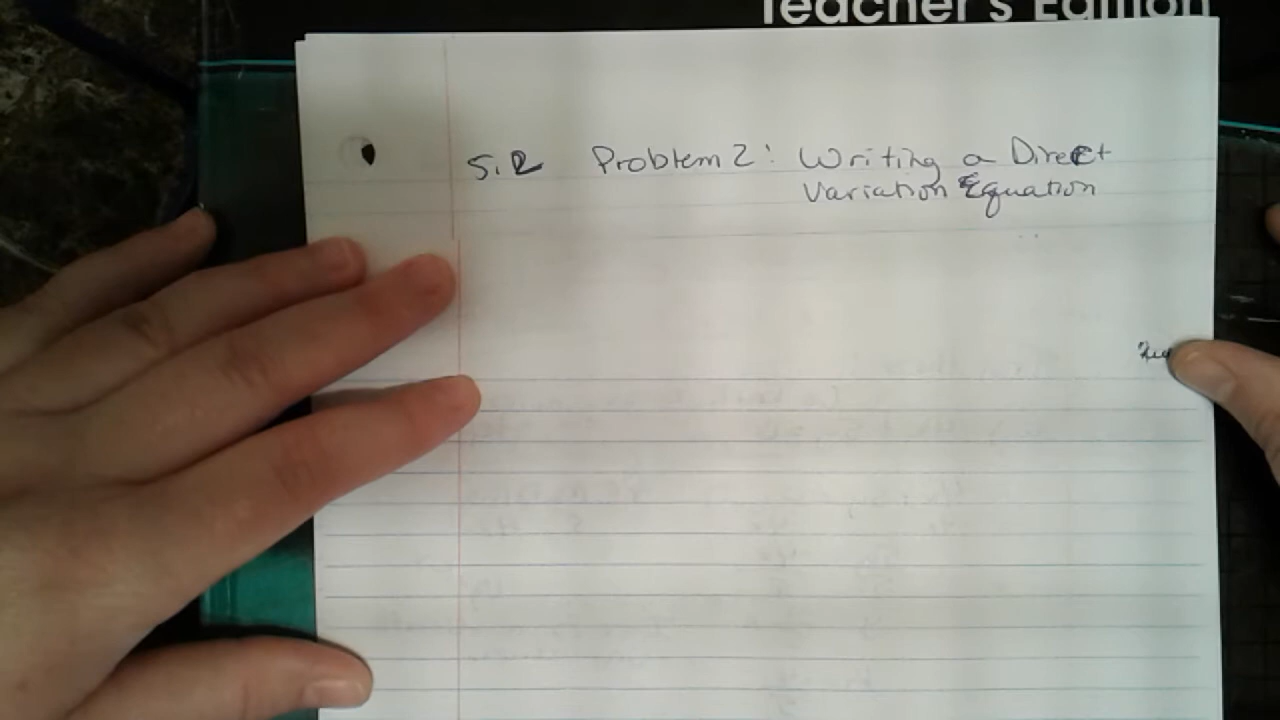 Teacher's Edition
5.2 Problem 2: Writing a Direct
Variation Equation